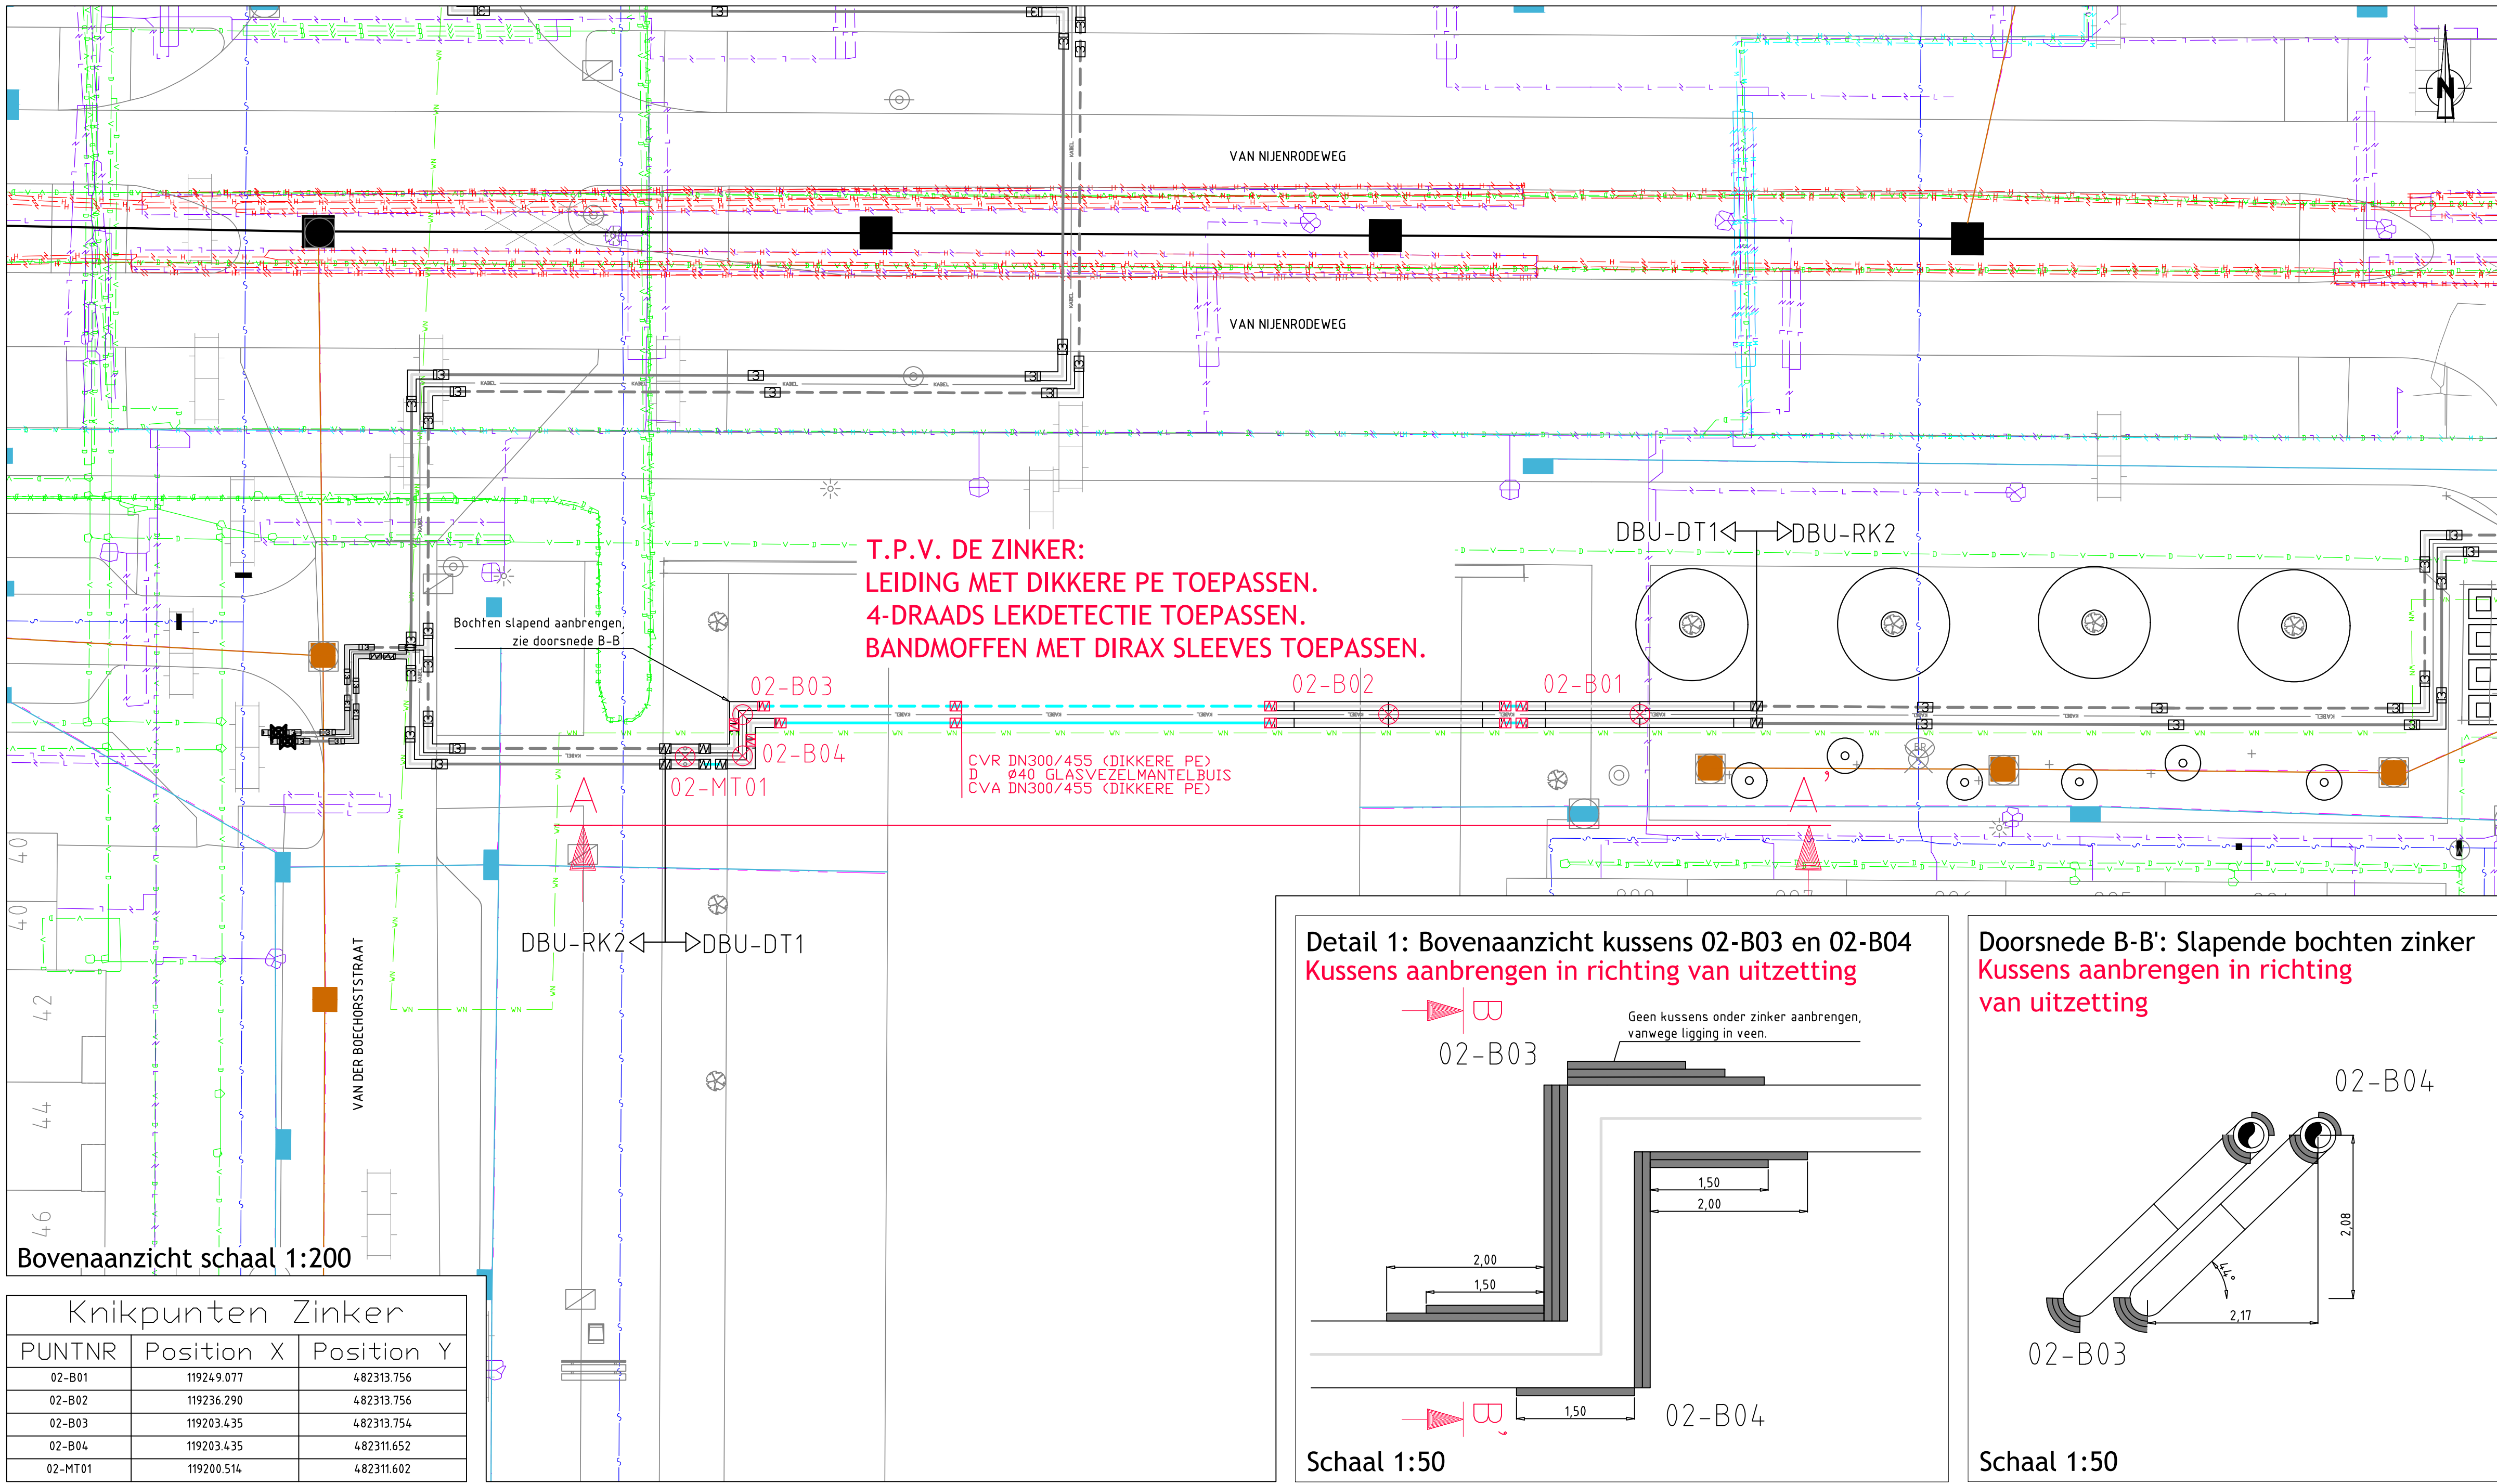 VAN NIJENRODEWEG
VAN NIJENRODEWEG
N
KABEL
KABEL
KABEL
KABEL
KABEL
DBU-DT1
DBU-RK2
T.P.V. DE ZINKER:
LEIDING MET DIKKERE PE TOEPASSEN.
4-DRAADS LEKDETECTIE TOEPASSEN.
BANDMOFFEN MET DIRAX SLEEVES TOEPASSEN.
Bochten slapend aanbrengen,
zie doorsnede B-B
02-B03
02-B02
02-B01
02-B04
02-MT01
CVR DN300/455 (DIKKERE PE)
D Ø40 GLASVEZELMANTELBUIS
CVA DN300/455 (DIKKERE PE)
BR
A
A'
DBU-RK2
DBU-DT1
40
40
42
44
46
VAN DER BOECHORSTSTRAAT
Bovenaanzicht schaal 1:200
Knikpunten Zinker
PUNTNR Position X Position Y
02-B01 119249.077 482313.756
02-B02 119236.290 482313.756
02-B03 119203.435 482313.754
02-B04 119203.435 482311.652
02-MT01 119200.514 482311.602
Detail 1: Bovenaanzicht kussens 02-B03 en 02-B04
Kussens aanbrengen in richting van uitzetting
B
02-B03
Geen kussens onder zinker aanbrengen,
vanwege ligging in veen.
1,50
2,00
2,00
1,50
1,50
B'
02-B04
Schaal 1:50
Doorsnede B-B': Slapende bochten zinker
Kussens aanbrengen in richting
van uitzetting
02-B04
2,08
44°
2,17
02-B03
Schaal 1:50